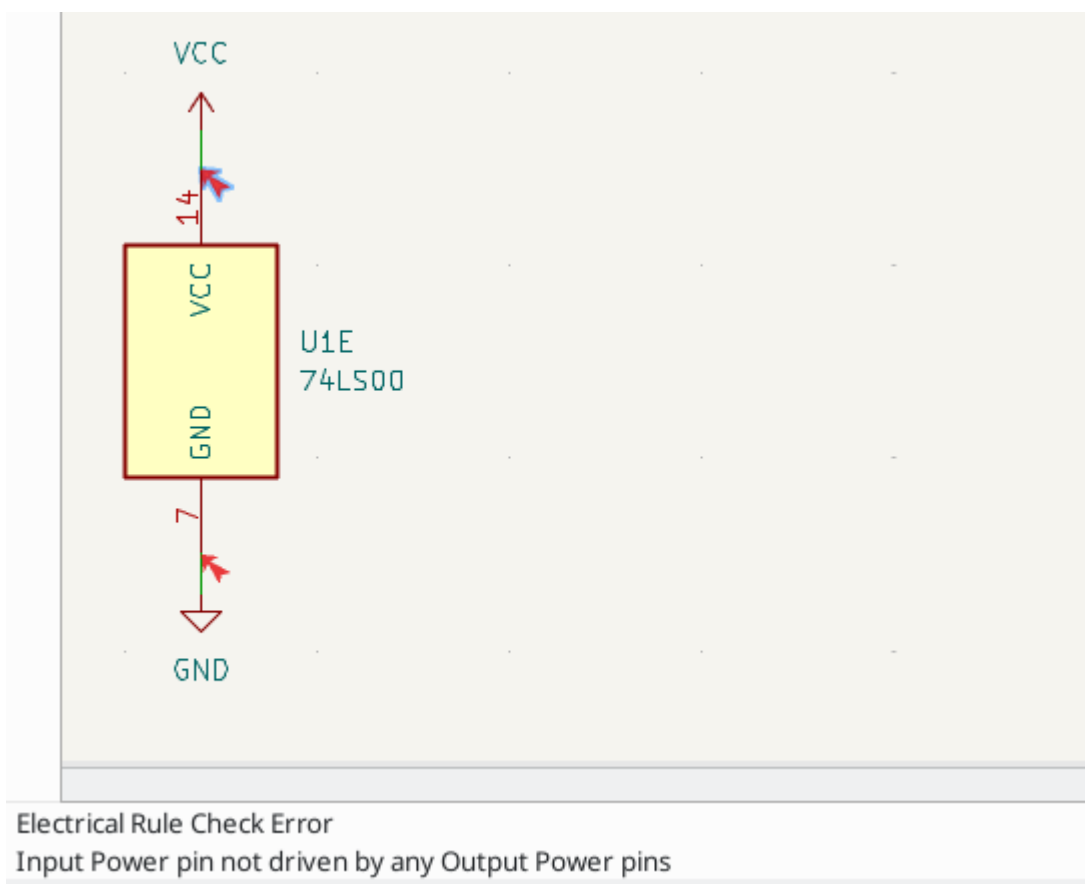 VCC
14
VCC
U1E
74LS00
GND
7
GND
Electrical Rule Check Error
Input Power pin not driven by any Output Power pins